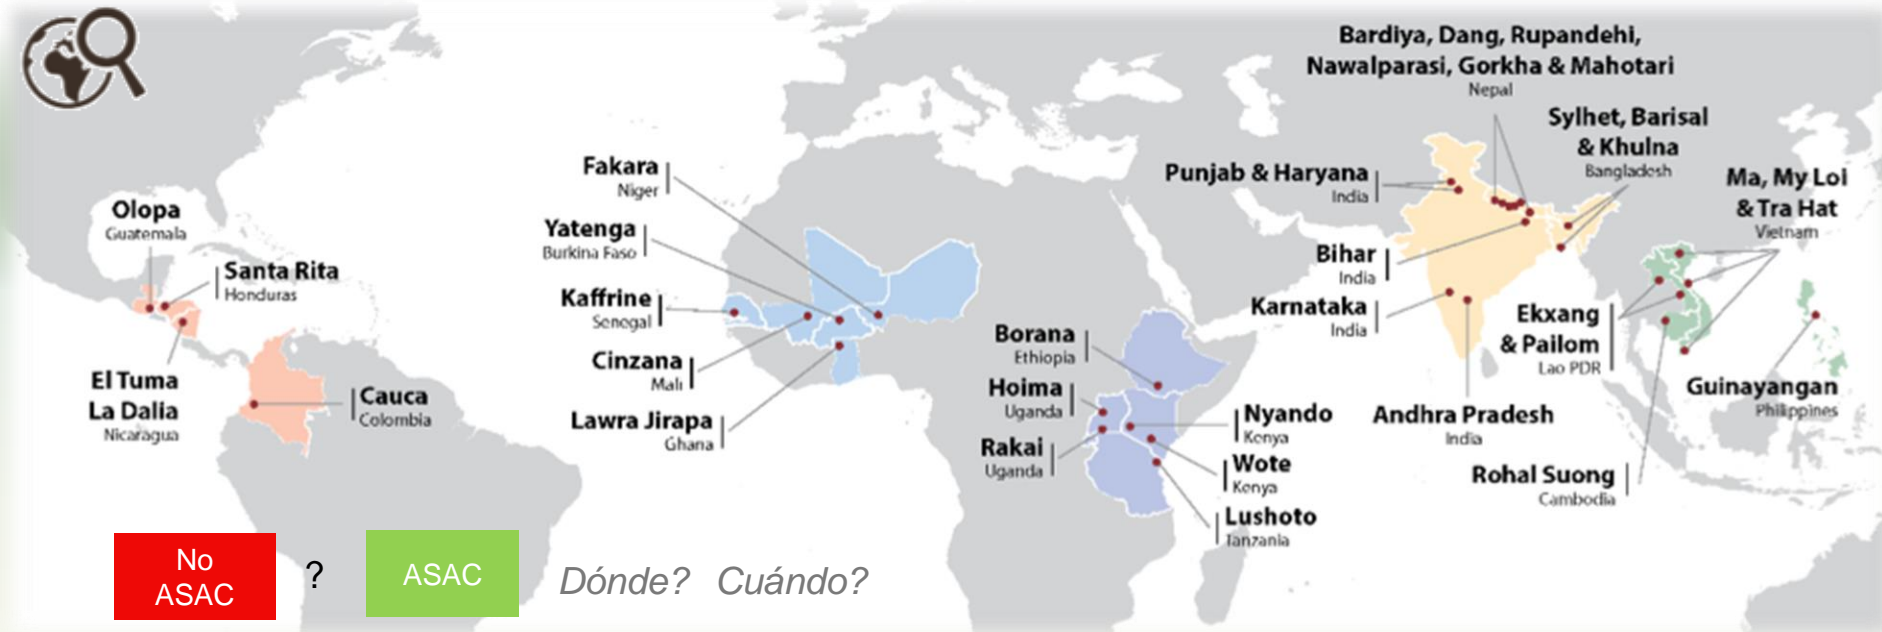 Bardiya, Dang, Rupandehi,
Nawalparasi, Gorkha & Mahotari
Nepal
Sylhet, Barisal
& Khulna
Bangladesh
Punjab & Haryana
India
Ma, My Loi
& Tra Hat
Vietnam
Fakara
Niger
Olopa
Guatemala
Yatenga
Burkina Faso
Santa Rita
Honduras
Bihar
India
Kaffrine
Senegal
Karnataka
India
Ekxang
& Pailom
Lao PDR
Borana
Ethiopia
Cinzana
Mali
El Tuma
La Dalia
Nicaragua
Cauca
Colombia
Hoima
Uganda
Guinayangan
Philippines
Lawra Jirapa
Ghana
Nyando
Kenya
Andhra Pradesh
India
Rakai
Uganda
Wote
Kenya
Rohal Suong
Cambodia
Lushoto
Tanzania
No
ASAC
?
ASAC
Dónde? Cuándo?